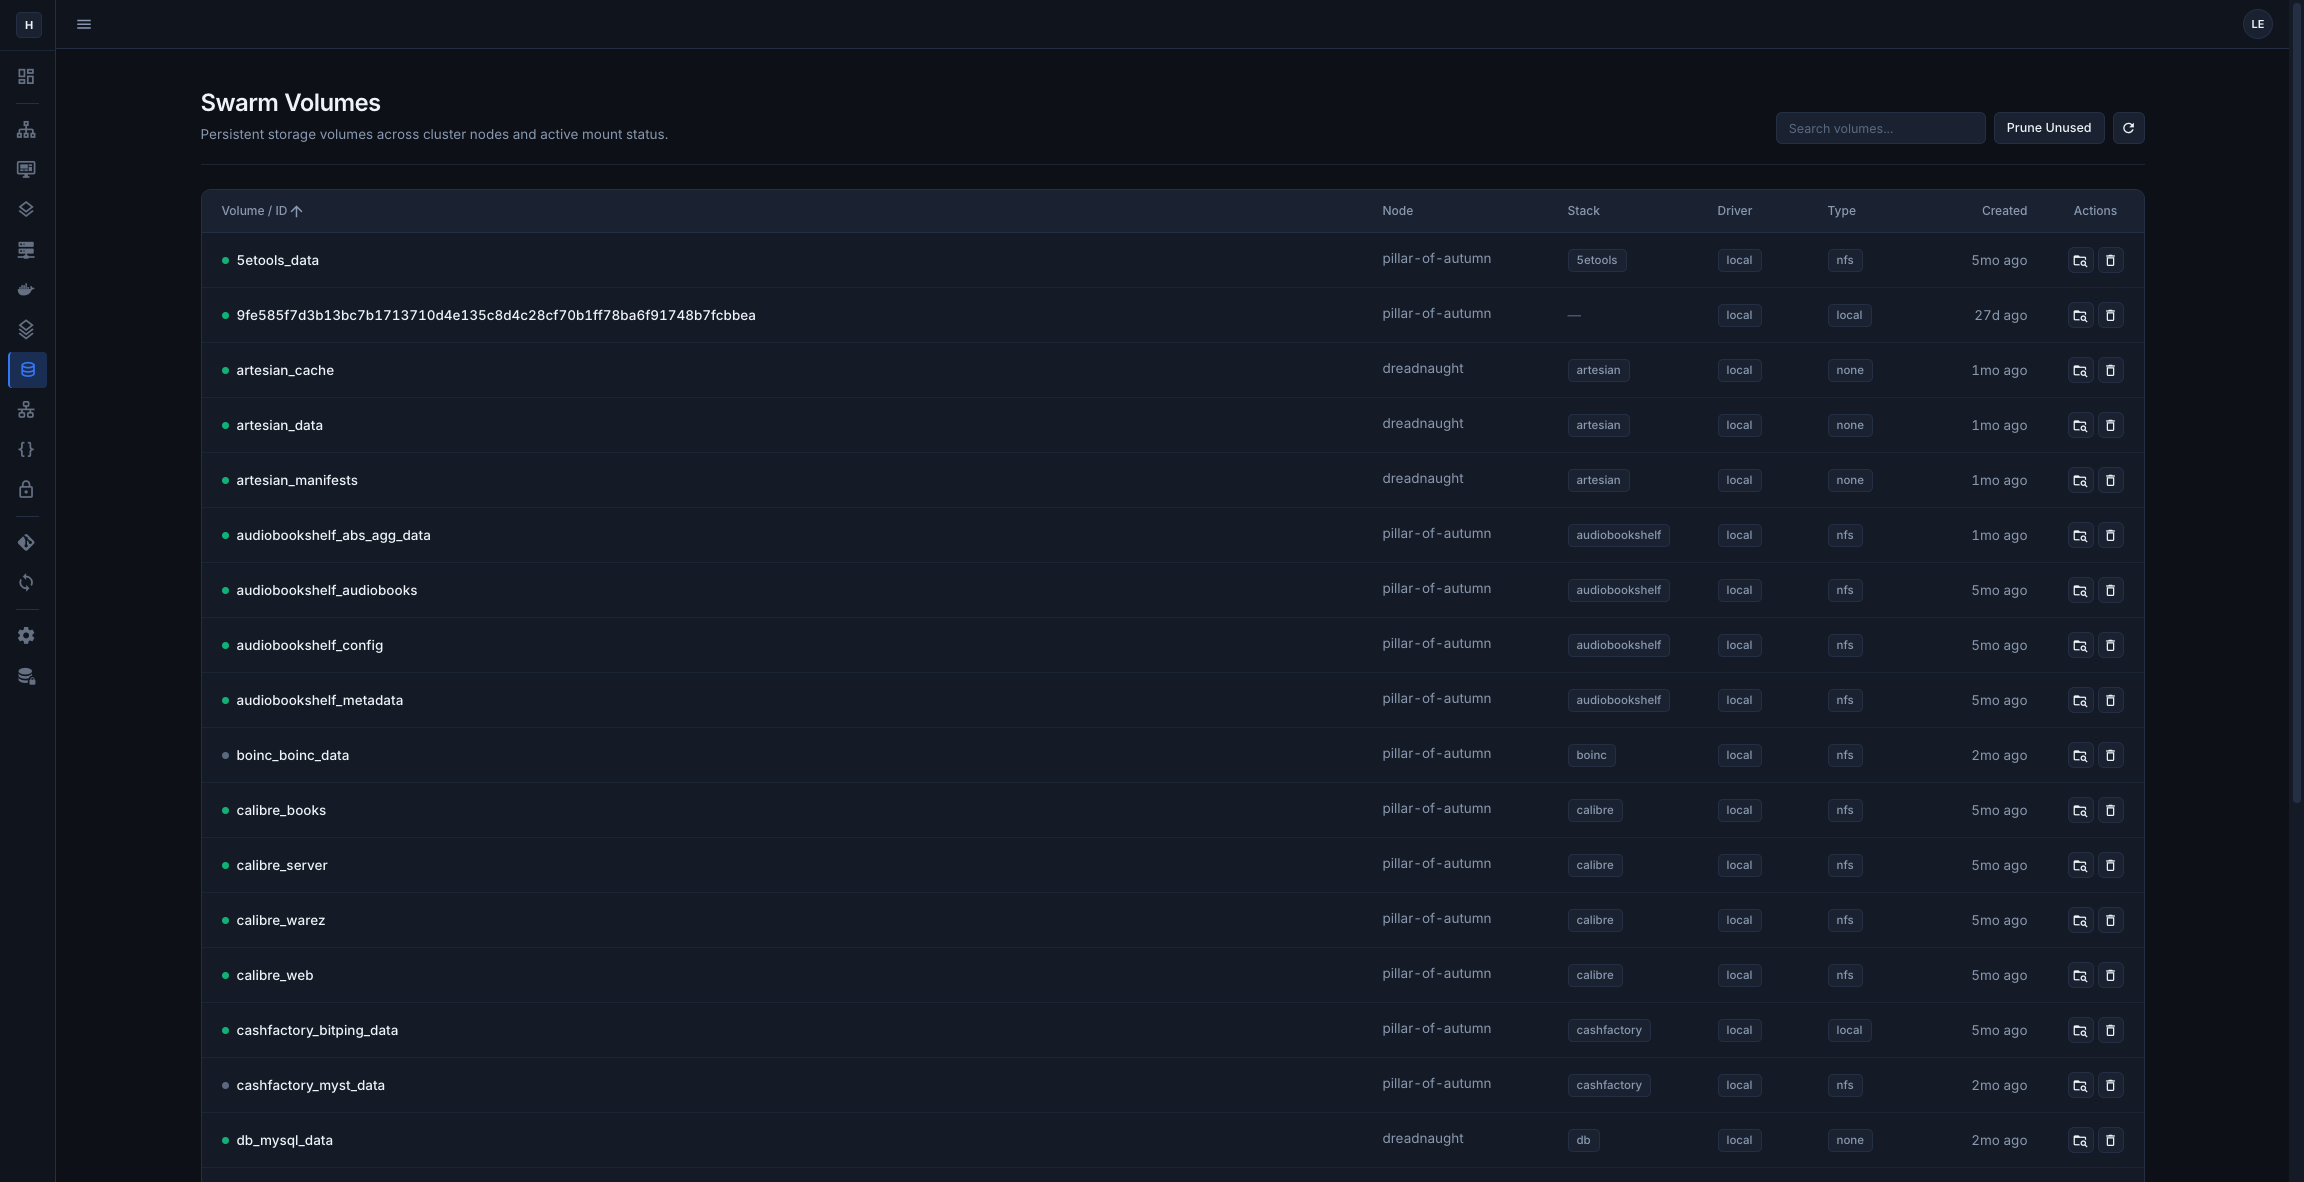 H
LE
Swarm Volumes
Persistent storage volumes across cluster nodes and active mount status.
Search volumes...
Prune Unused
Volume / ID Node Stack Driver Type Created Actions
5etools_data pillar-of-autumn 5etools local nfs 5mo ago
9fe585f7d3b13bc7b1713710d4e135c8d4c28cf70b1ff78ba6f91748b7fcbbea pillar-of-autumn — local local 27d ago
artesian_cache dreadnaught artesian local none 1mo ago
artesian_data dreadnaught artesian local none 1mo ago
artesian_manifests dreadnaught artesian local none 1mo ago
audiobookshelf_abs_agg_data pillar-of-autumn audiobookshelf local nfs 1mo ago
audiobookshelf_audiobooks pillar-of-autumn audiobookshelf local nfs 5mo ago
audiobookshelf_config pillar-of-autumn audiobookshelf local nfs 5mo ago
audiobookshelf_metadata pillar-of-autumn audiobookshelf local nfs 5mo ago
boinc_boinc_data pillar-of-autumn boinc local nfs 2mo ago
calibre_books pillar-of-autumn calibre local nfs 5mo ago
calibre_server pillar-of-autumn calibre local nfs 5mo ago
calibre_warez pillar-of-autumn calibre local nfs 5mo ago
calibre_web pillar-of-autumn calibre local nfs 5mo ago
cashfactory_bitping_data pillar-of-autumn cashfactory local local 5mo ago
cashfactory_myst_data pillar-of-autumn cashfactory local nfs 2mo ago
db_mysql_data dreadnaught db local none 2mo ago